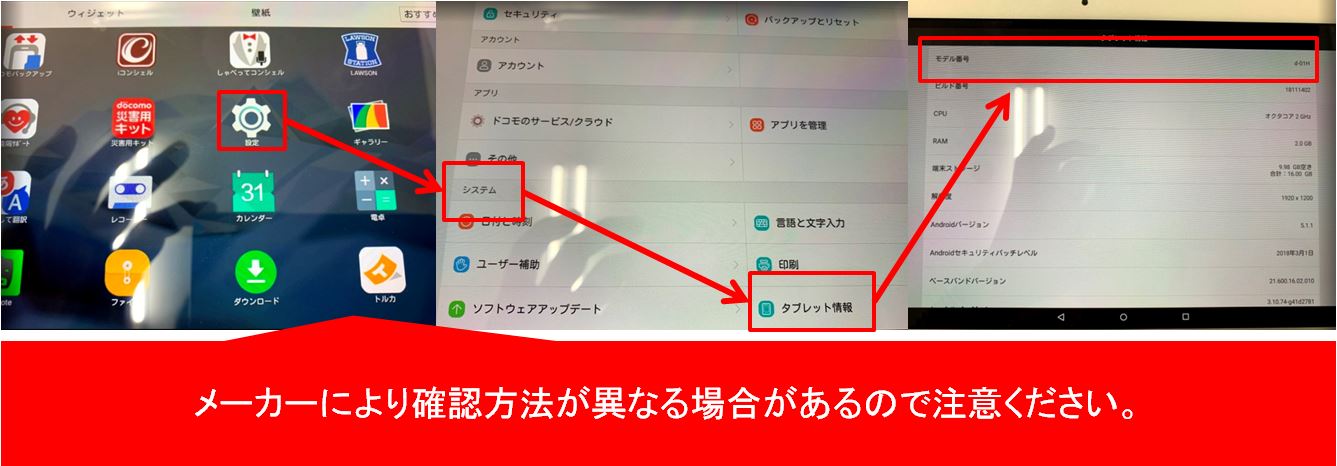 ウィジェット
壁紙
おすすめ
モバックアップ
iコンシェル
しゃべってコンシェル
LAWSON
STATION
LAWSON
docomo
災害用
キット
災害用キット
設定
ギャラリー
あ
A
して翻訳
レコーダー
31
カレンダー
電卓
ote
ファイ
ダウンロード
トルカ
セキュリティ
バックアップとリセット
アカウント
アカウント
アプリ
ドコモのサービス/クラウド
アプリを管理
その他
システム
日付と時刻
言語と文字入力
ユーザー補助
印刷
ソフトウェアアップデート
タブレット情報
タブレット情報
モデル番号
d-01H
ビルド番号
18111402
CPU
オクタコア 2 GHz
RAM
2.0 GB
端末ストレージ
9.98 GB空き
合計：16.00 GB
1920 x 1200
Androidバージョン
5.1.1
Androidセキュリティパッチレベル
2018年3月1日
ベースバンドバージョン
21.600.16.02.010
3.10.74-g41d2781
メーカーにより確認方法が異なる場合があるので注意ください。